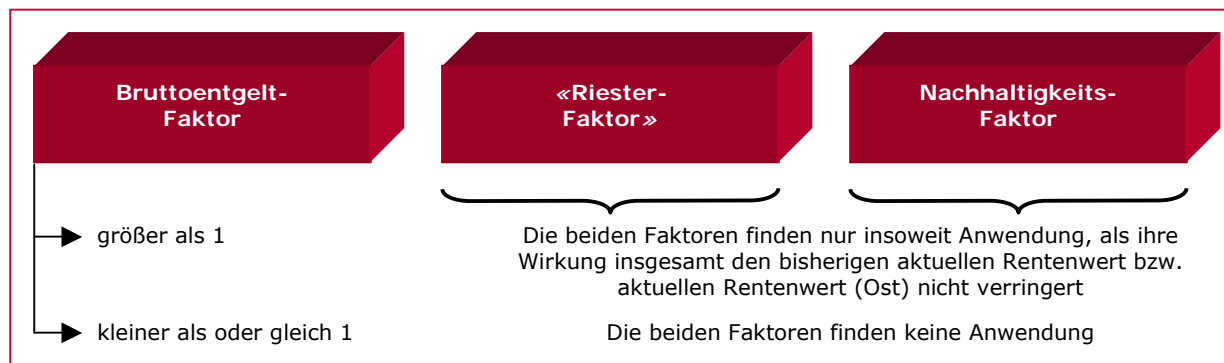 Bruttoentgelt-
Faktor
«Riester-
Faktor»
Nachhaltigkeits-
Faktor
größer als 1
Die beiden Faktoren finden nur insoweit Anwendung, als ihre
Wirkung insgesamt den bisherigen aktuellen Rentenwert bzw.
aktuellen Rentenwert (Ost) nicht verringert
kleiner als oder gleich 1
Die beiden Faktoren finden keine Anwendung